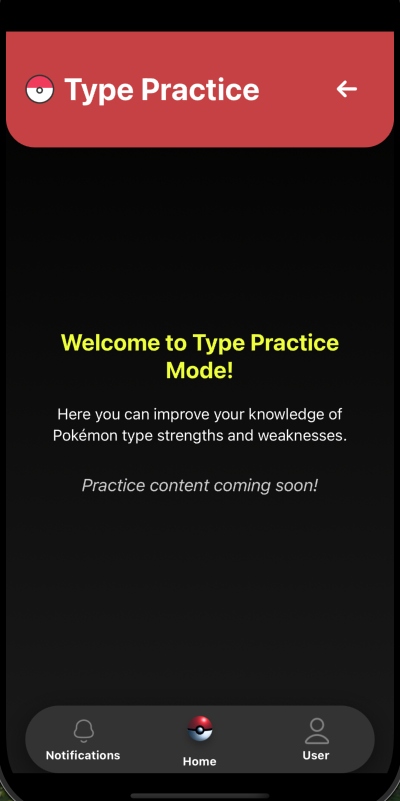 Type Practice
Welcome to Type Practice
Mode!
Here you can improve your knowledge of
Pokémon type strengths and weaknesses.
Practice content coming soon!
Notifications
Home
User